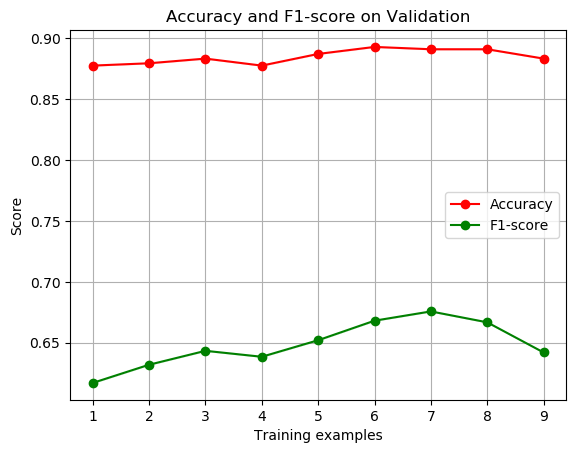 Accuracy and F1-score on Validation
0.90
0.85
0.80
0.75
0.70
0.65
Score
Accuracy
F1-score
1 2 3 4 5 6 7 8 9
Training examples